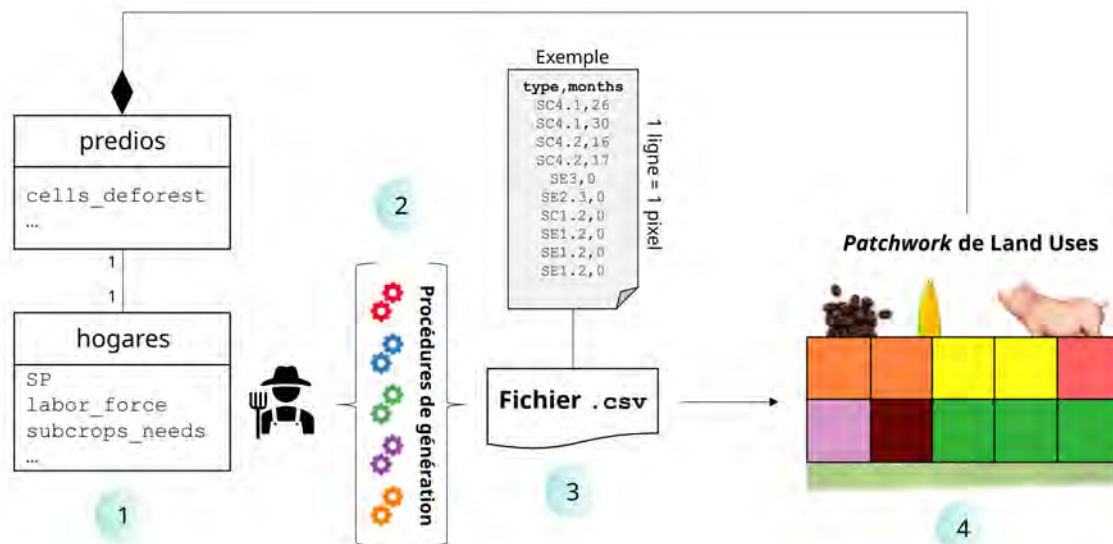 predios
cells_deforest
…
1
1
hogares
SP
labor_force
subcrops_needs
…
1
2
Procédures de génération
Exemple
type,months
SC4.1,26
SC4.1,30
SC4.2,16
SC4.2,17
SE3,0
SE2.3,0
SC1.2,0
SE1.2,0
SE1.2,0
SE1.2,0
1 ligne = 1 pixel
Fichier .csv
3
Patchwork de Land Uses
4